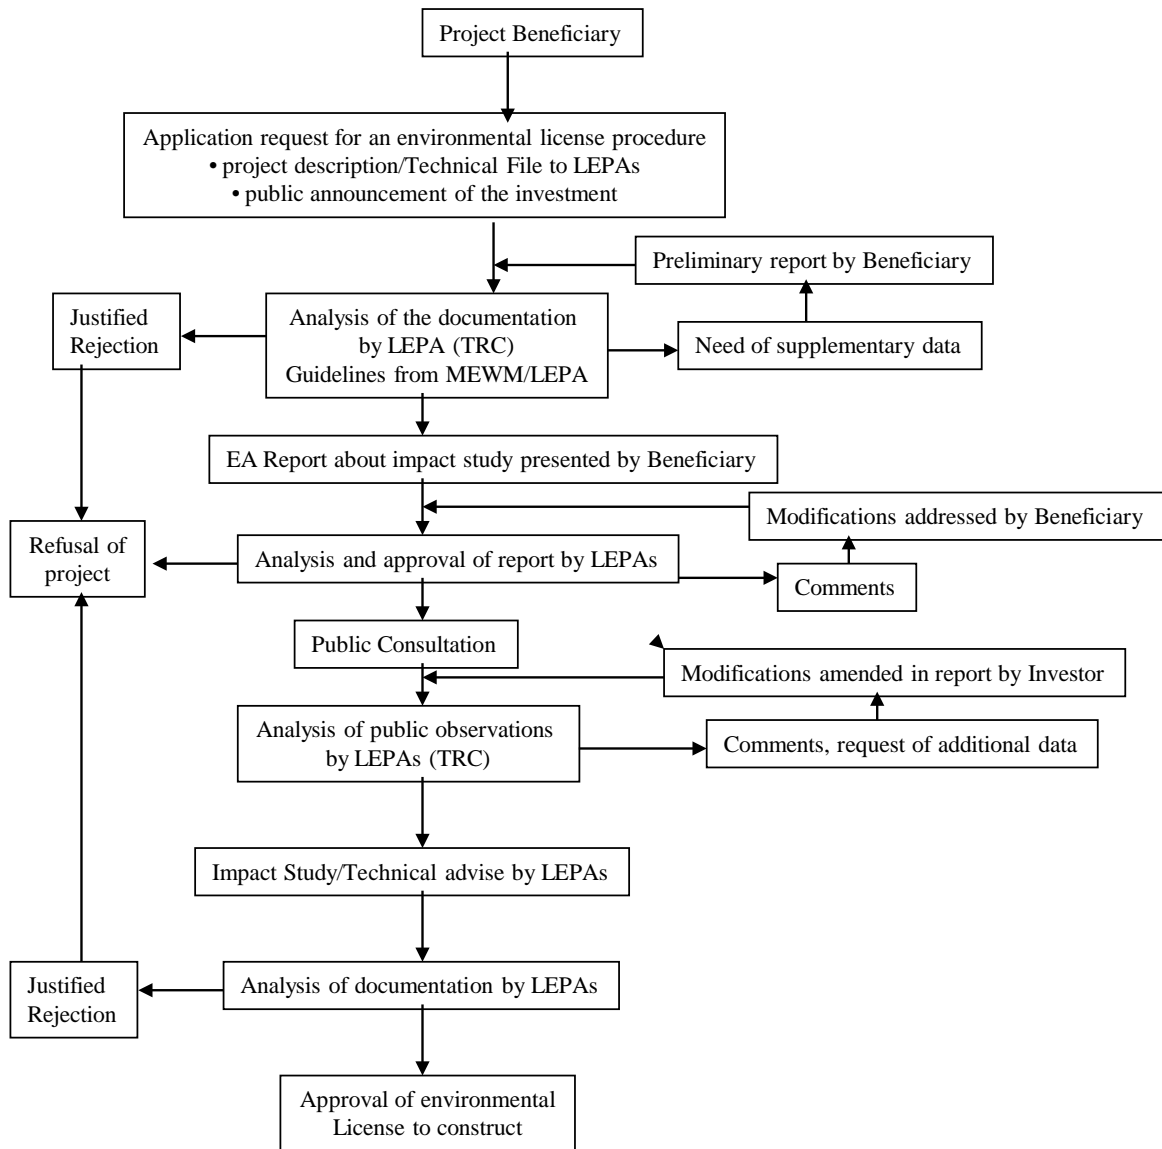 Project Beneficiary
Application request for an environmental license procedure
• project description/Technical File to LEPAs
• public announcement of the investment
Preliminary report by Beneficiary
Justified
Rejection
Analysis of the documentation
by LEPA (TRC)
Guidelines from MEWM/LEPA
Need of supplementary data
EA Report about impact study presented by Beneficiary
Modifications addressed by Beneficiary
Refusal of
project
Analysis and approval of report by LEPAs
Comments
Public Consultation
Modifications amended in report by Investor
Analysis of public observations
by LEPAs (TRC)
Comments, request of additional data
Impact Study/Technical advise by LEPAs
Justified
Rejection
Analysis of documentation by LEPAs
Approval of environmental
License to construct